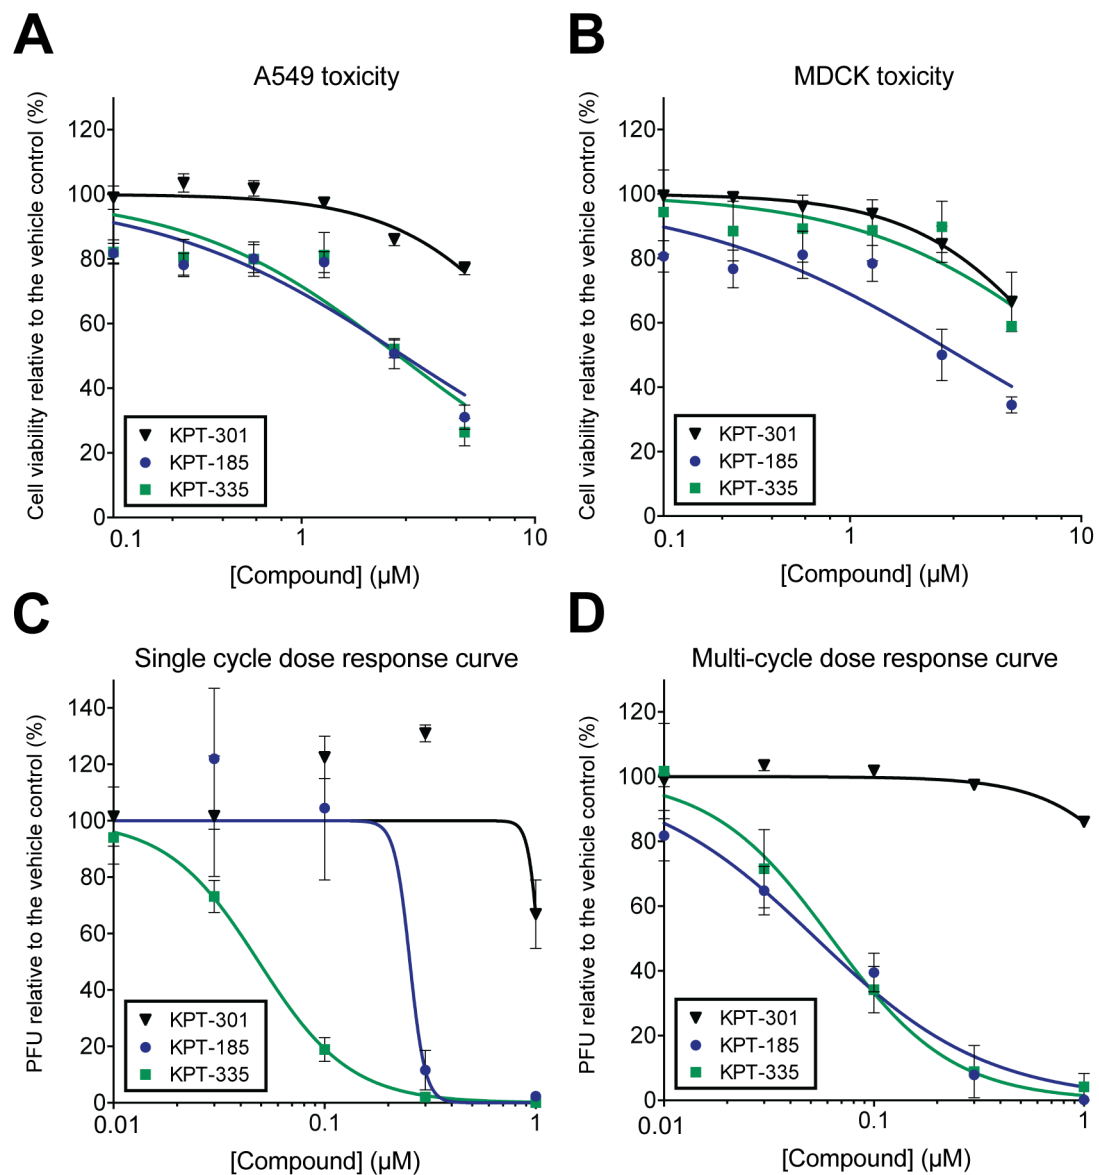 A
A549 toxicity
Cell viability relative to the vehicle control (%)
120
100
80
60
40
20
0
KPT-301
KPT-185
KPT-335
0.1
1
10
[Compound] (µM)
B
MDCK toxicity
Cell viability relative to the vehicle control (%)
120
100
80
60
40
20
0
KPT-301
KPT-185
KPT-335
0.1
1
10
[Compound] (µM)
C
Single cycle dose response curve
PFU relative to the vehicle control (%)
140
120
100
80
60
40
20
0
KPT-301
KPT-185
KPT-335
0.01
0.1
1
[Compound] (µM)
D
Multi-cycle dose response curve
PFU relative to the vehicle control (%)
120
100
80
60
40
20
0
KPT-301
KPT-185
KPT-335
0.01
0.1
1
[Compound] (µM)